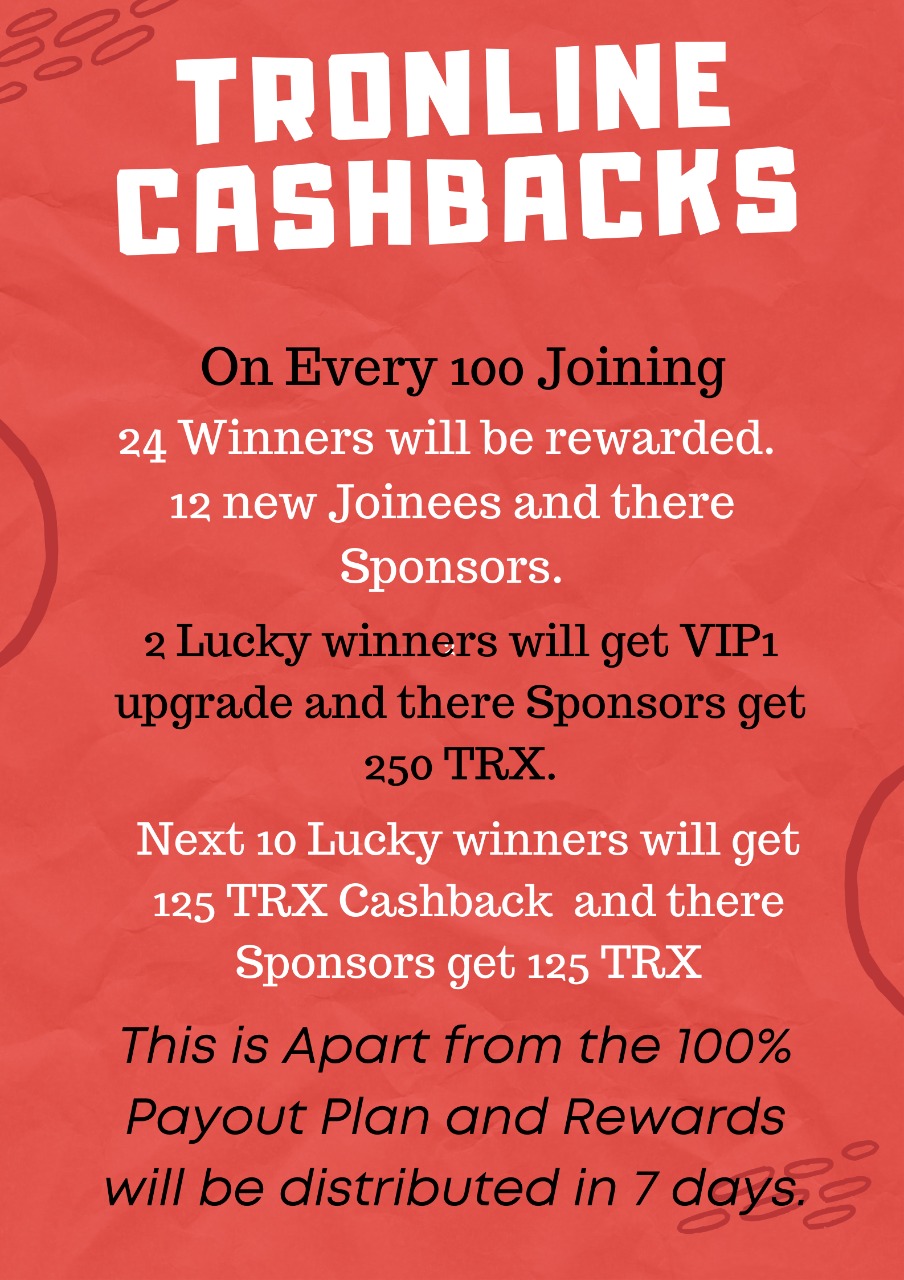 TRONLINE
CASHBACKS
On Every 100 Joining
24 Winners will be rewarded.
12 new Joinees and there
Sponsors.
2 Lucky winners will get VIP1
upgrade and there Sponsors get
250 TRX.
Next 10 Lucky winners will get
125 TRX Cashback and there
Sponsors get 125 TRX
This is Apart from the 100%
Payout Plan and Rewards
will be distributed in 7 days.